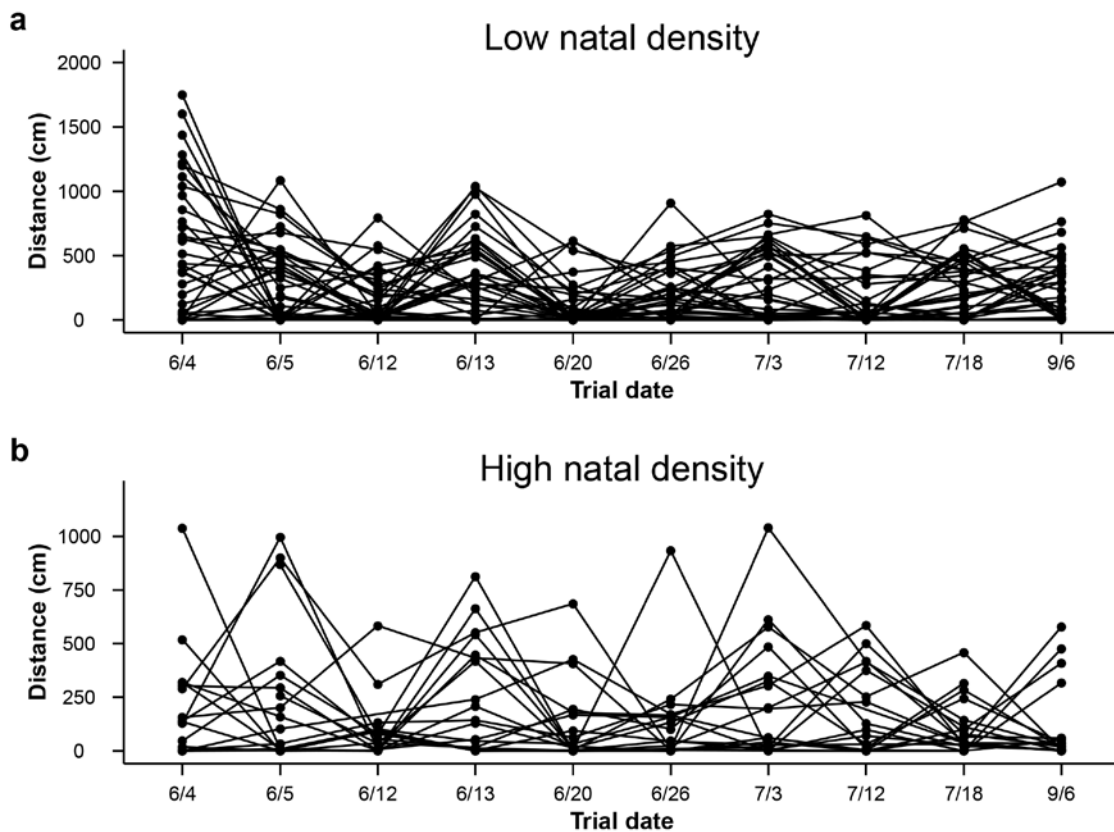 a
Low natal density
2000
1500
1000
500
0
Distance (cm)
6/4 6/5 6/12 6/13 6/20 6/26 7/3 7/12 7/18 9/6
Trial date
b
High natal density
1000
750
500
250
0
Distance (cm)
6/4 6/5 6/12 6/13 6/20 6/26 7/3 7/12 7/18 9/6
Trial date